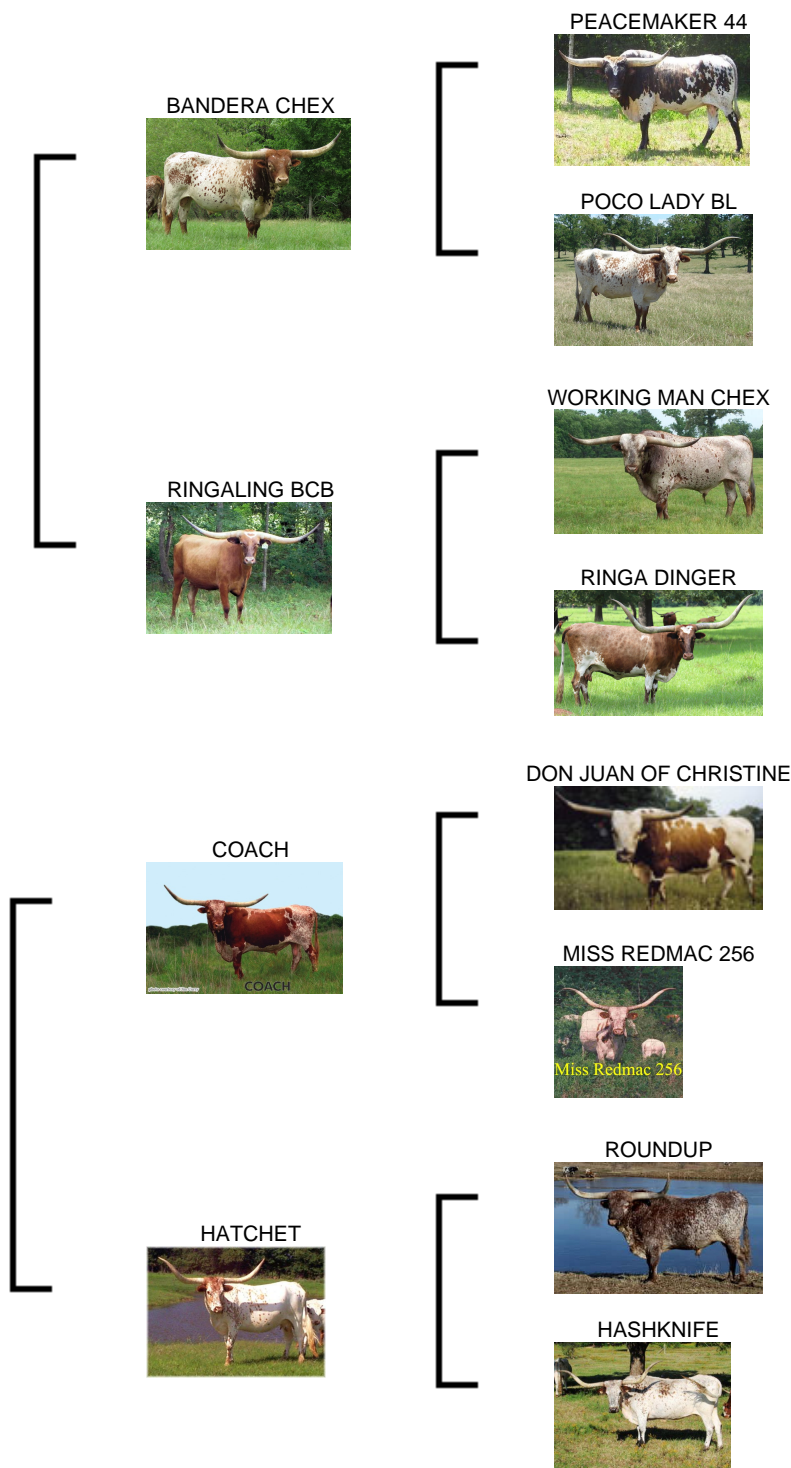 PEACEMAKER 44
BANDERA CHEX
POCO LADY BL
WORKING MAN CHEX
RINGALING BCB
RINGA DINGER
DON JUAN OF CHRISTINE
COACH
COACH
MISS REDMAC 256
Miss Redmac 256
ROUNDUP
HATCHET
HASHKNIFE